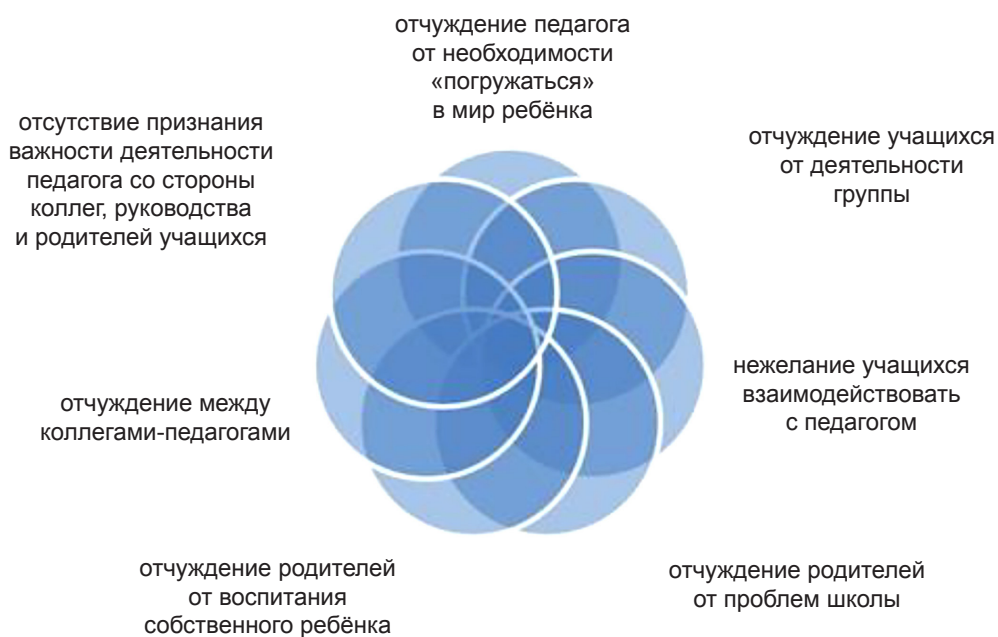 отчуждение педагога
от необходимости
«погружаться»
в мир ребёнка
отсутствие признания
важности деятельности
педагога со стороны
коллег, руководства
и родителей учащихся
отчуждение учащихся
от деятельности
группы
нежелание учащихся
взаимодействовать
с педагогом
отчуждение между
коллегами-педагогами
отчуждение родителей
от воспитания
собственного ребёнка
отчуждение родителей
от проблем школы